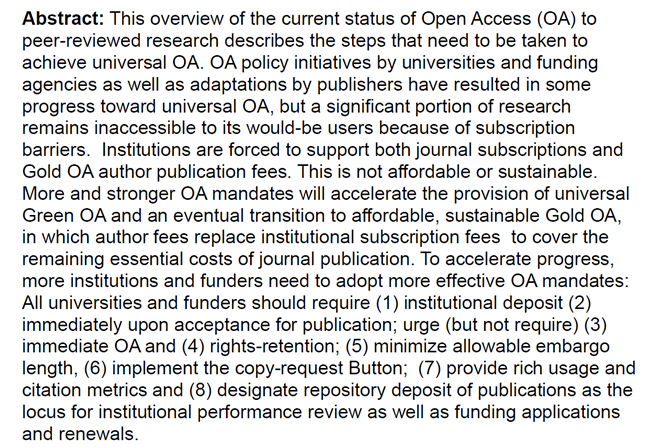 Abstract: This overview of the current status of Open Access (OA) to
peer-reviewed research describes the steps that need to be taken to
achieve universal OA. OA policy initiatives by universities and funding
agencies as well as adaptations by publishers have resulted in some
progress toward universal OA, but a significant portion of research
remains inaccessible to its would-be users because of subscription
barriers.  Institutions are forced to support both journal subscriptions and
Gold OA author publication fees. This is not affordable or sustainable.
More and stronger OA mandates will accelerate the provision of universal
Green OA and an eventual transition to affordable, sustainable Gold OA,
in which author fees replace institutional subscription fees  to cover the
remaining essential costs of journal publication. To accelerate progress,
more institutions and funders need to adopt more effective OA mandates:
All universities and funders should require (1) institutional deposit (2)
immediately upon acceptance for publication; urge (but not require) (3)
immediate OA and (4) rights-retention; (5) minimize allowable embargo
length, (6) implement the copy-request Button;  (7) provide rich usage and
citation metrics and (8) designate repository deposit of publications as the
locus for institutional performance review as well as funding applications
and renewals.